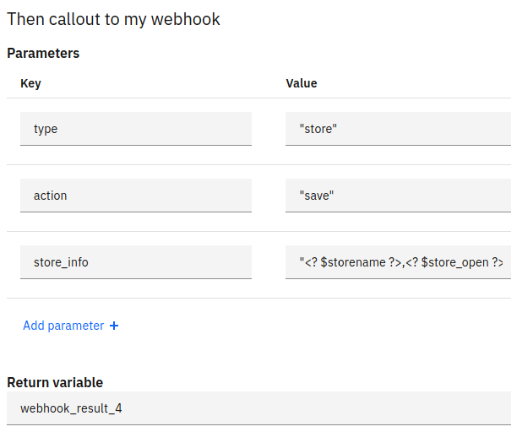 Then callout to my webhook
Parameters
Key Value
type "store"
action "save"
store_info "<? $storename ?>,<? $store_open ?>
Add parameter +
Return variable
webhook_result_4